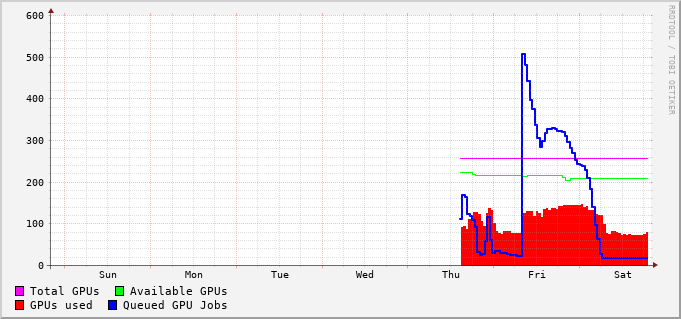 600
500
400
300
200
100
0
Sun Mon Tue Wed Thu Fri Sat
Total GPUs Available GPUs
GPUs used Queued GPU Jobs
RRDTOOL / TOBI OETIKER